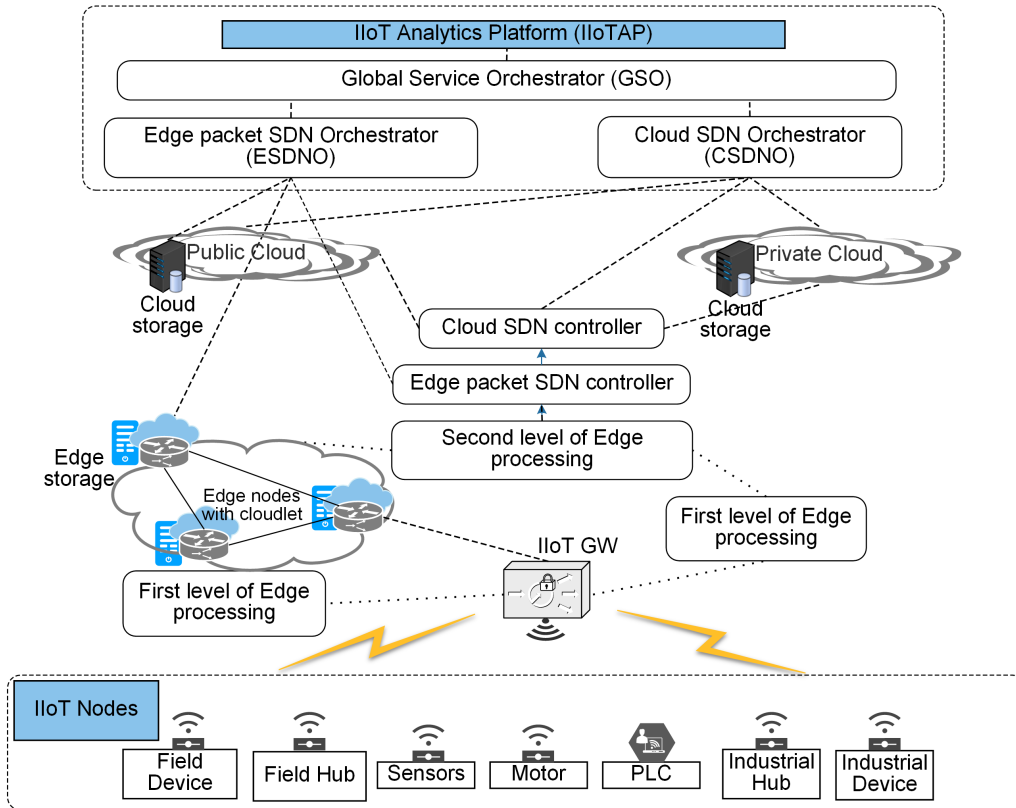 IIoT Analytics Platform (IIoTAP)
Global Service Orchestrator (GSO)
Edge packet SDN Orchestrator
(ESDNO)
Cloud SDN Orchestrator
(CSDNO)
Public Cloud
Private Cloud
Cloud
storage
Cloud
storage
Cloud SDN controller
Edge packet SDN controller
Second level of Edge
processing
Edge
storage
Edge nodes
with cloudlet
First level of Edge
processing
IIoT GW
First level of Edge
processing
IIoT Nodes
Field
Device
Field Hub
Sensors
Motor
PLC
Industrial
Hub
Industrial
Device